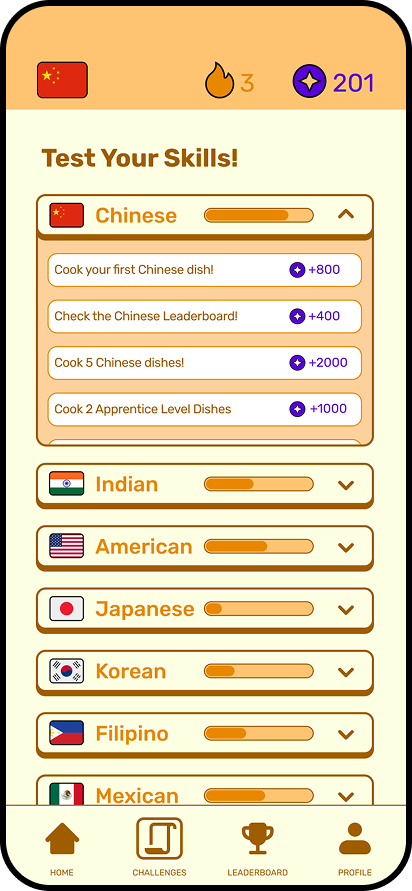 3
201
Test Your Skills!
Chinese
Cook your first Chinese dish! +800
Check the Chinese Leaderboard! +400
Cook 5 Chinese dishes! +2000
Cook 2 Apprentice Level Dishes +1000
Indian
American
Japanese
Korean
Filipino
Mexican
HOME CHALLENGES LEADERBOARD PROFILE